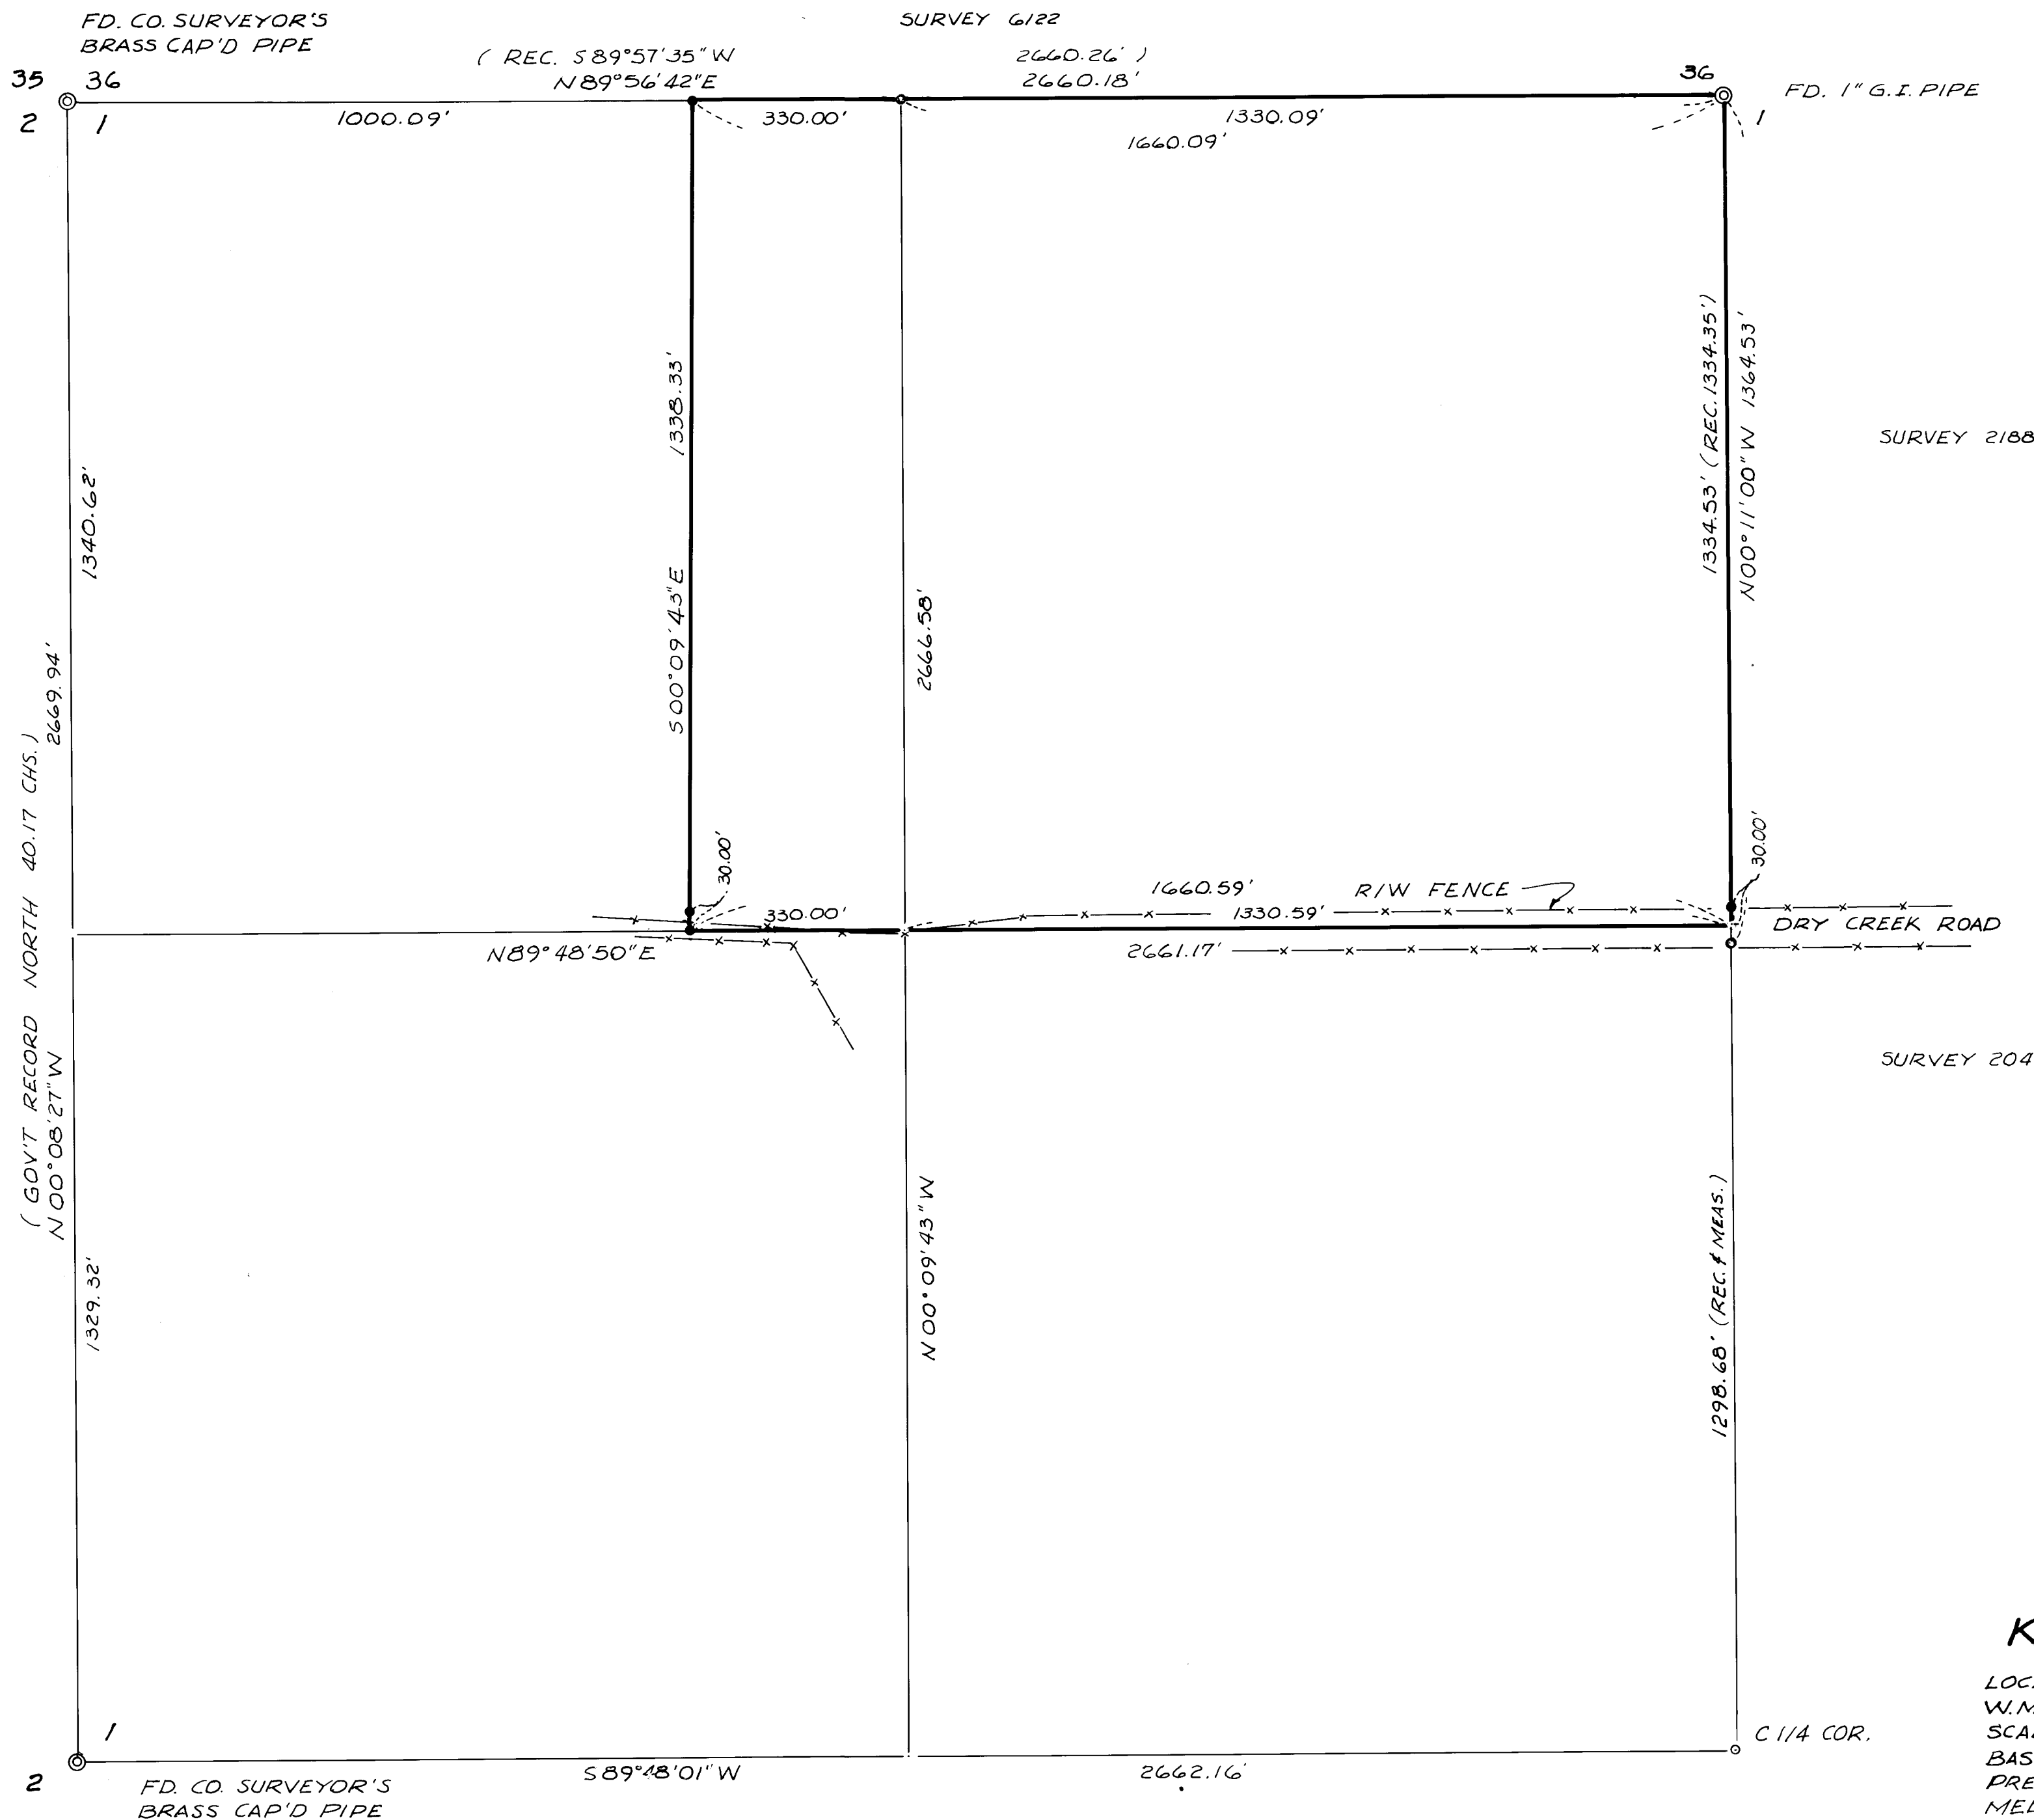 FD. CO. SURVEYOR'S
BRASS CAP'D PIPE
SURVEY 6122
( REC. S89°57'35"W 2660.26' )
N89°56'42"E 2660.18'
35 36
36
FD. 1" G.I. PIPE
2 1
1
1000.09'
330.00'
1330.09'
1660.09'
1334.53' (REC. 1334.35')
N00°11'00"W 1364.53'
1338.33'
S00°09'43"E
SURVEY 2188
1340.62'
2666.58'
2669.94'
( GOV'T RECORD NORTH 40.17 CHS. )
N00°08'27"W
30.00'
30.00'
1660.59'
R/W FENCE
330.00'
1330.59'
DRY CREEK ROAD
N89°48'50"E
2661.17'
SURVEY 204
N00°09'43"W
1298.68' (REC. & MEAS.)
1329.32'
K
LOC
W.M
SCA
BAS
PRE
MEL
1
C 1/4 COR.
2
S89°48'01"W
2662.16'
FD. CO. SURVEYOR'S
BRASS CAP'D PIPE